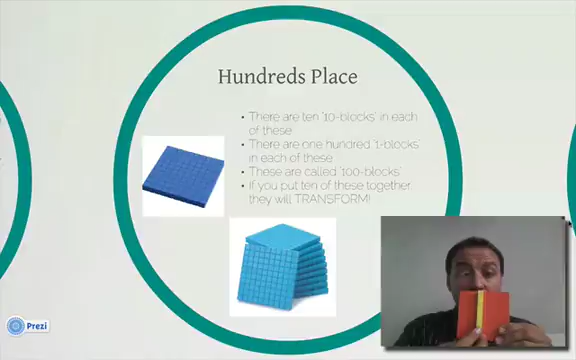 Hundreds Place
• There are ten '10-blocks' in each
of these
• There are one hundred '1-blocks'
in each of these
• These are called '100-blocks'
• If you put ten of these together
they will TRANSFORM!
Prezi